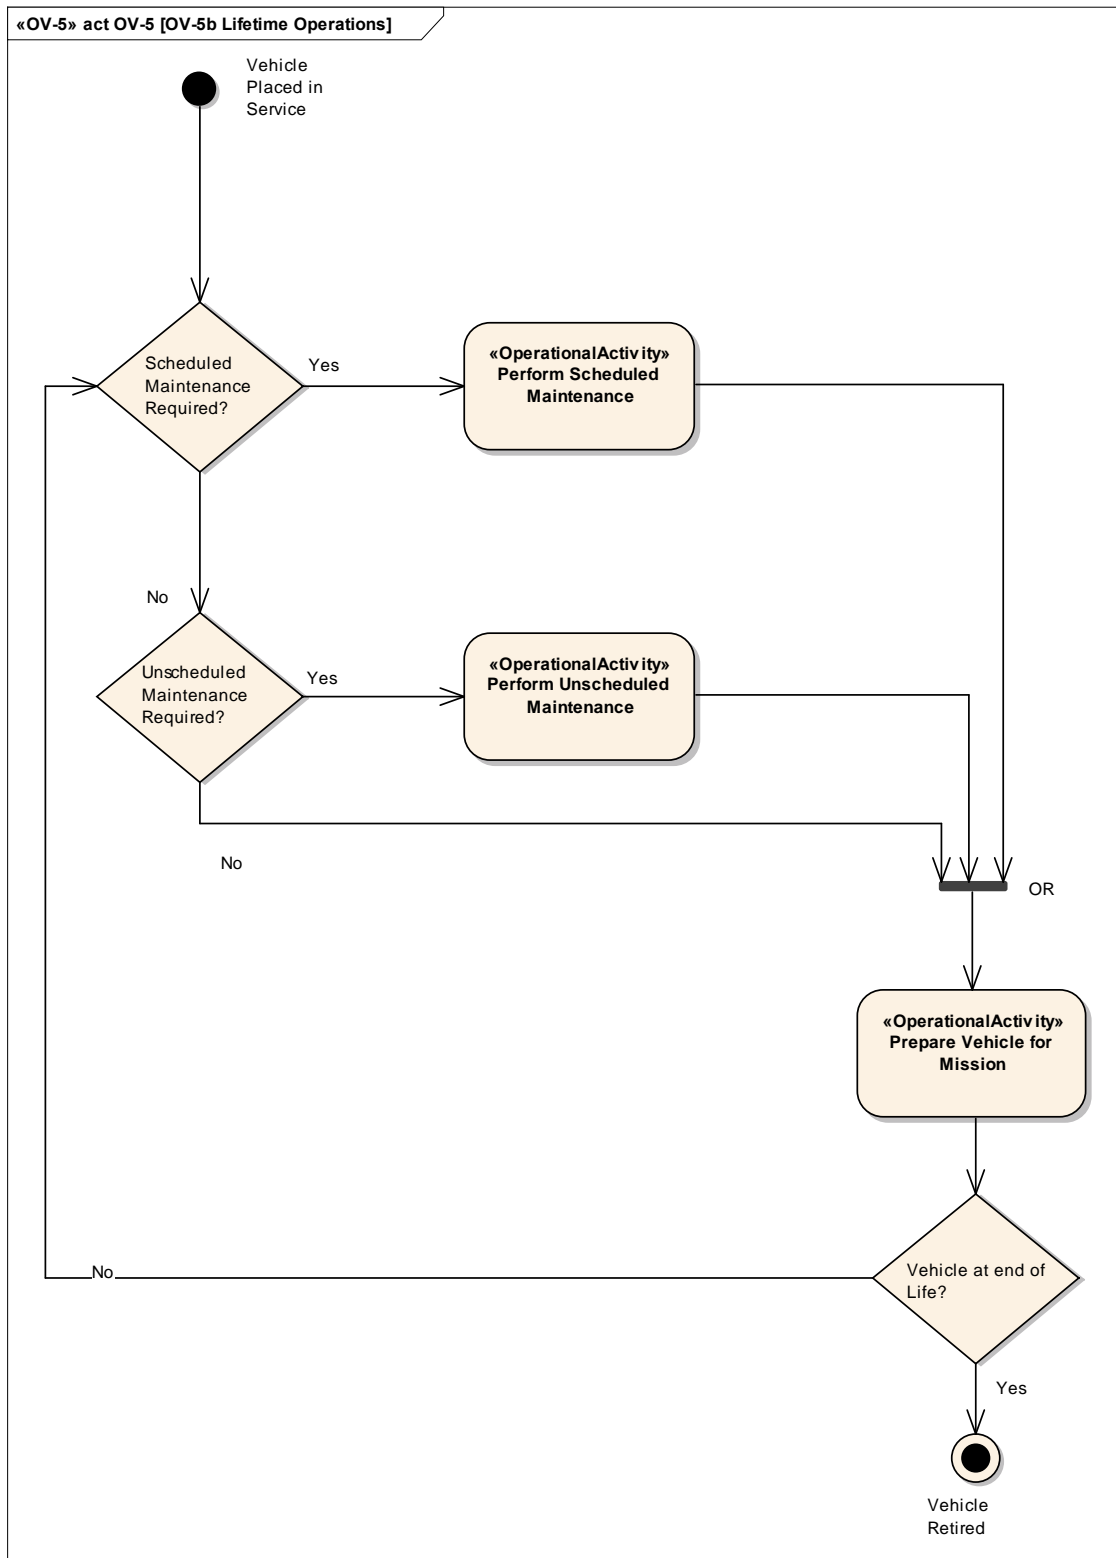 «OV-5» act OV-5 [OV-5b Lifetime Operations]
Vehicle
Placed in
Service
Scheduled
Maintenance
Required?
Yes
«OperationalActivity»
Perform Scheduled
Maintenance
No
Unscheduled
Maintenance
Required?
Yes
«OperationalActivity»
Perform Unscheduled
Maintenance
No
OR
«OperationalActivity»
Prepare Vehicle for
Mission
Vehicle at end of
Life?
No
Yes
Vehicle
Retired